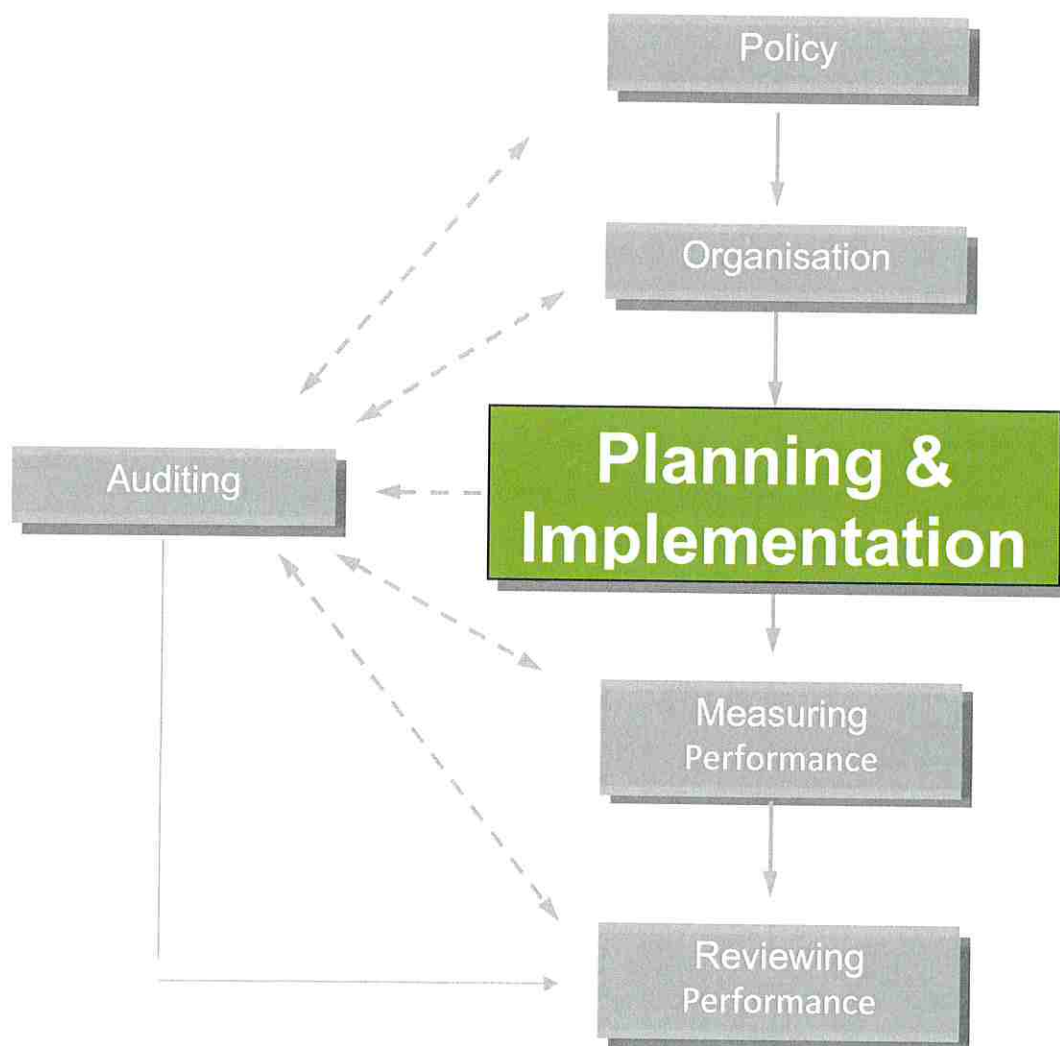 Policy
Organisation
Planning &
Implementation
Auditing
Measuring
Performance
Reviewing
Performance